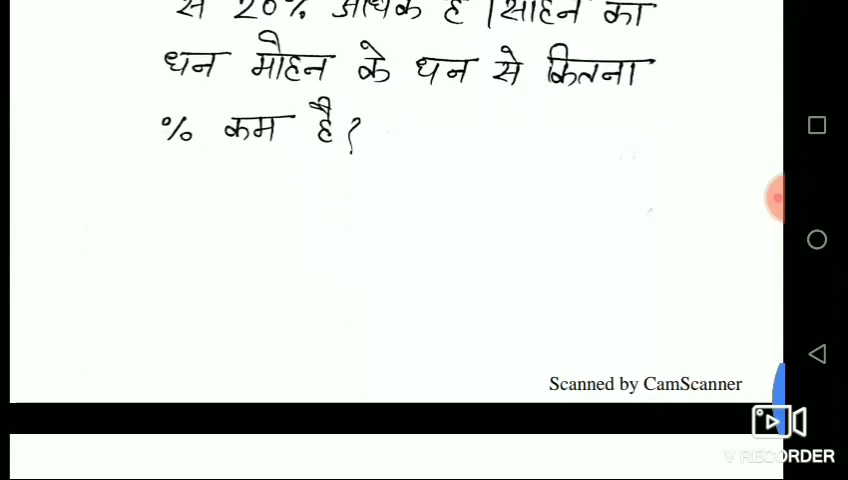 से 20% अधिक है । सोहन का
धन मोहन के धन से कितना
% कम है ?
Scanned by CamScanner
V RECORDER